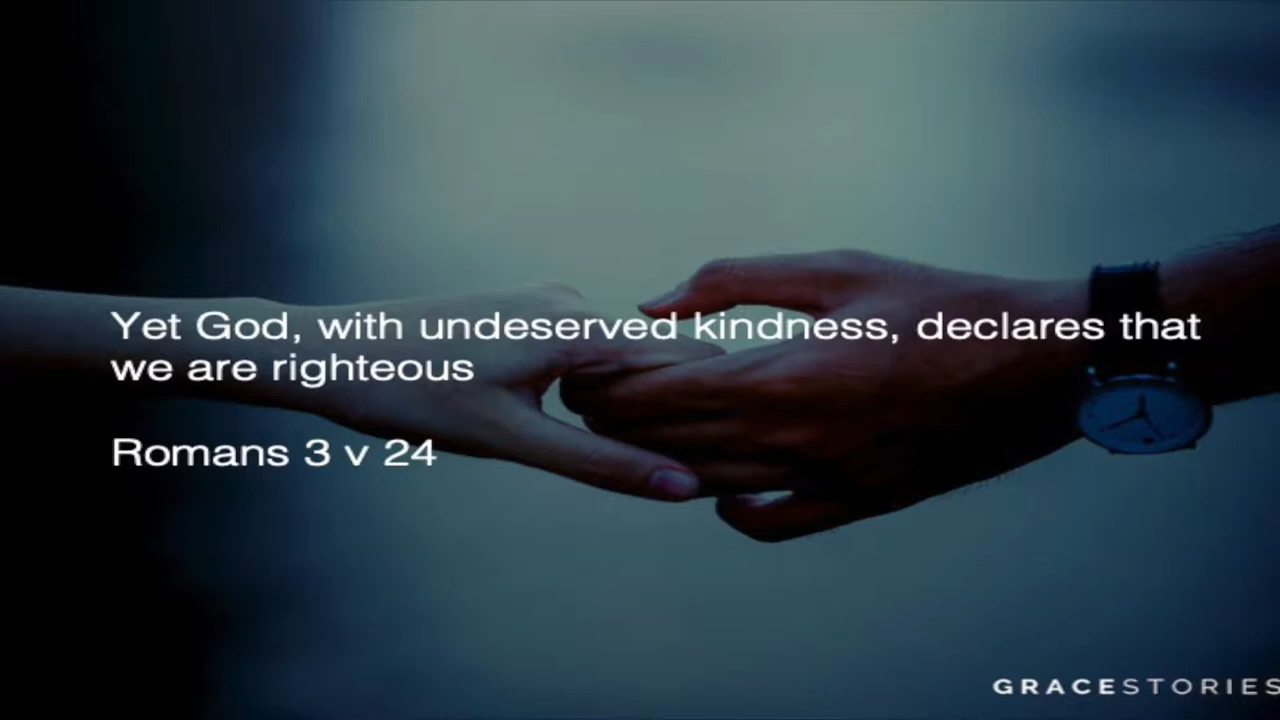 Yet God, with undeserved kindness, declares that
we are righteous
Romans 3 v 24
GRACESTORIES